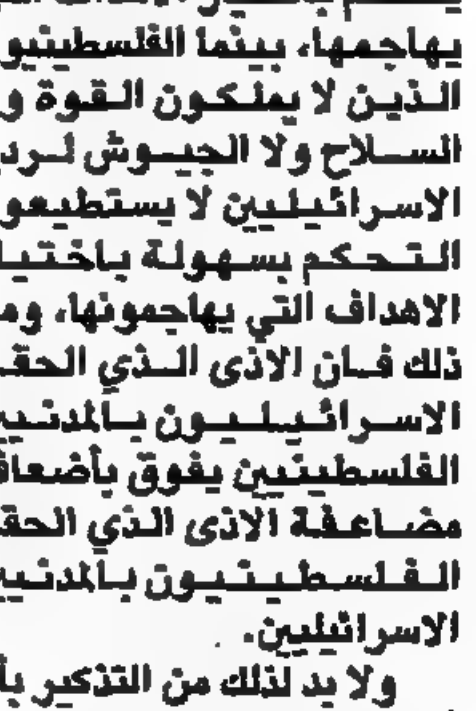 يهاجمها، بينما الفلسطينيو
الذين لا يملكون القوة و
السلاح ولا الجيوش لرد
الاسرائيليين لا يستطيعو
التحكم بسهولة باختيا
الاهداف التي يهاجمونها، وم
ذلك فان الاذى الذي الحق
الاسرائيليون بالمدنيي
الفلسطينيين يفوق بأضعاف
مضاعفة الاذى الذي الحق
الفلسطينيون بالمدنيي
الاسرائيليين.
ولا بد لذلك من التذكير بأ